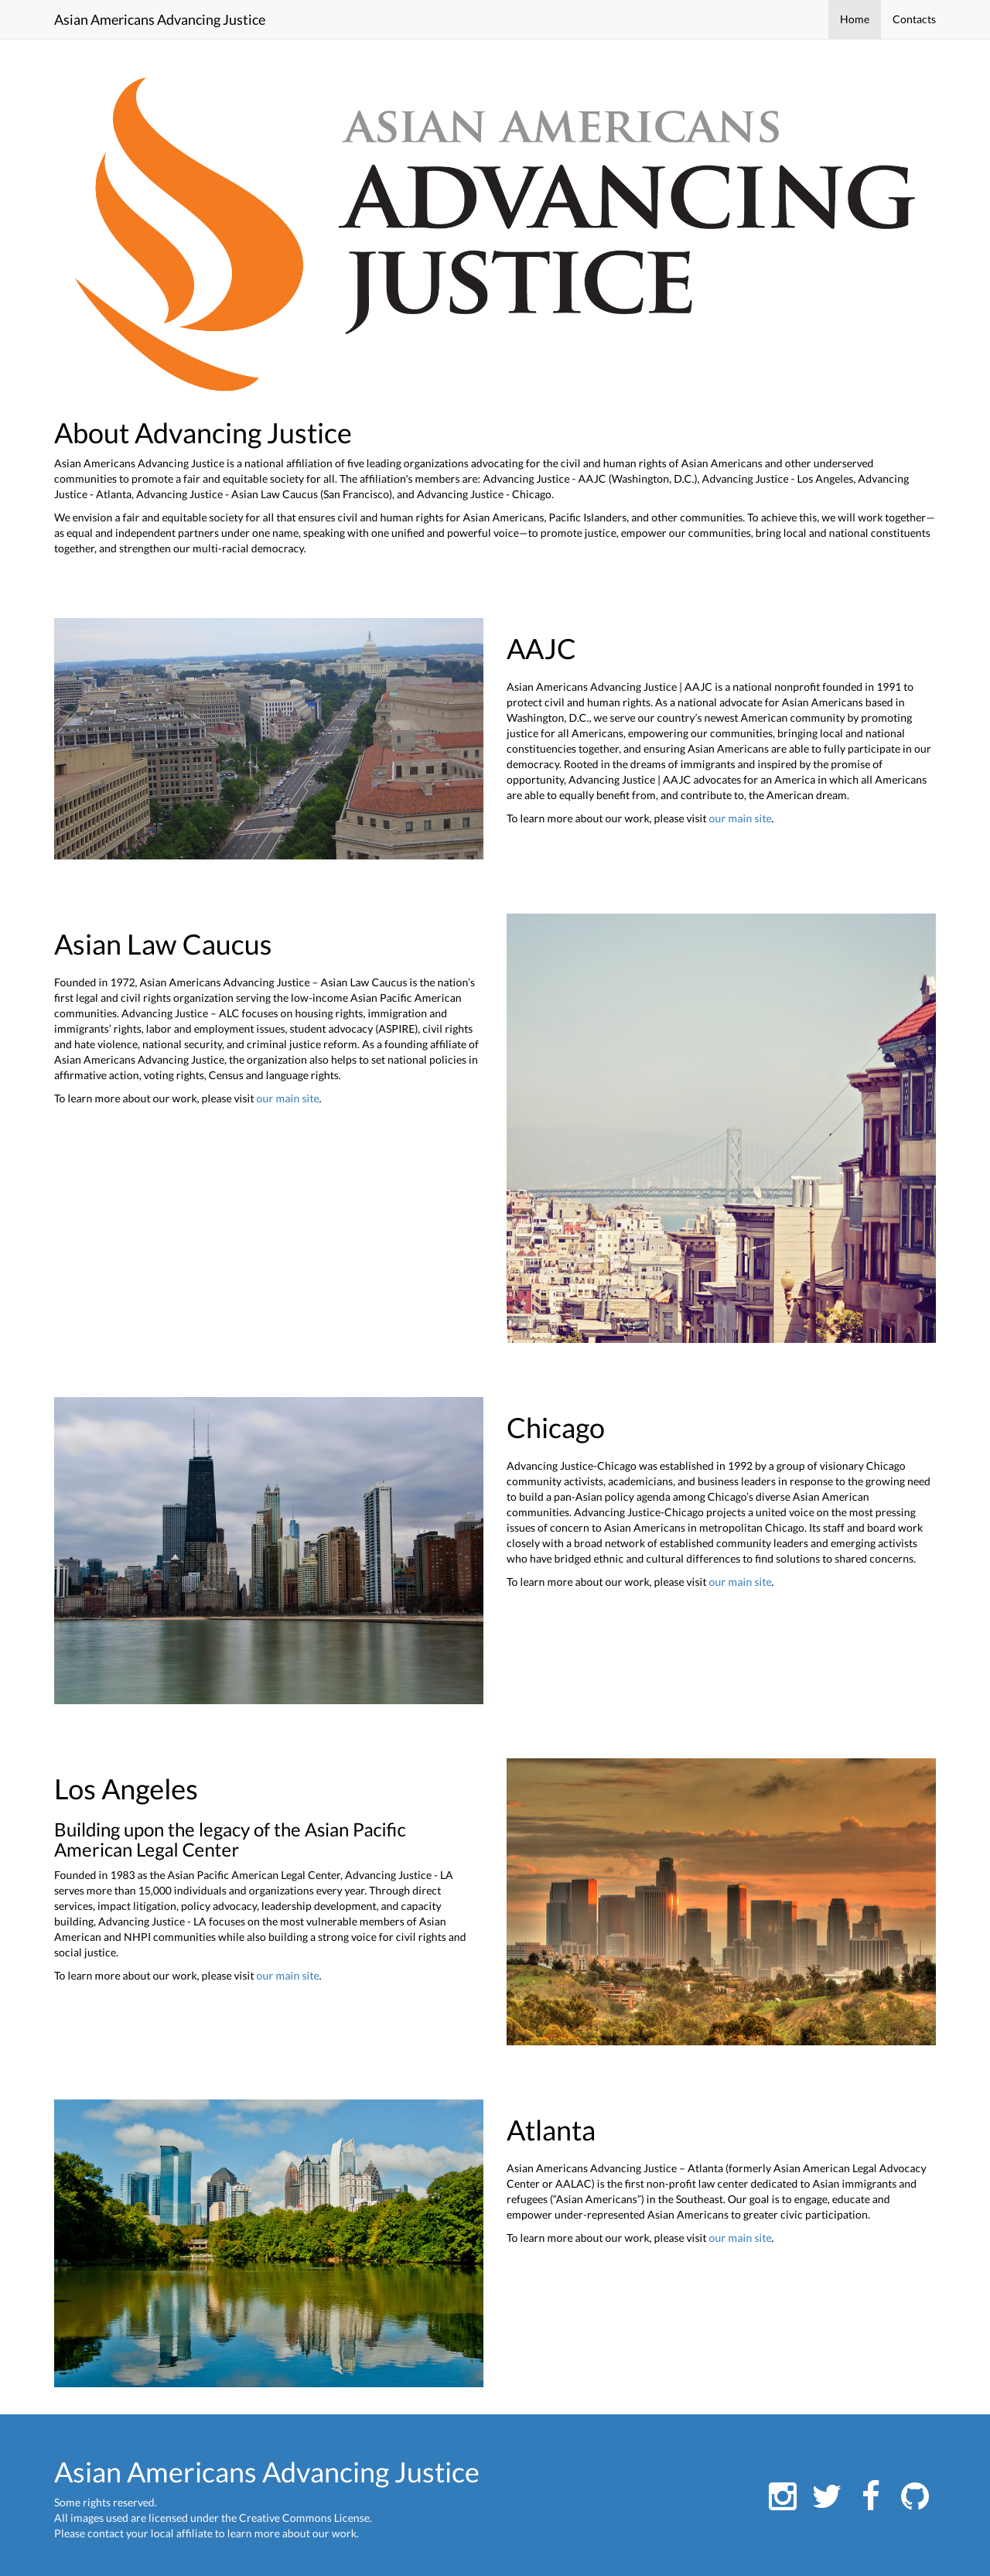 Asian Americans Advancing Justice
Home
Contacts
ASIAN AMERICANS
ADVANCING
JUSTICE
About Advancing Justice
Asian Americans Advancing Justice is a national affiliation of five leading organizations advocating for the civil and human rights of Asian Americans and other underserved
communities to promote a fair and equitable society for all. The affiliation's members are: Advancing Justice - AAJC (Washington, D.C.), Advancing Justice - Los Angeles, Advancing
Justice - Atlanta, Advancing Justice - Asian Law Caucus (San Francisco), and Advancing Justice - Chicago.
We envision a fair and equitable society for all that ensures civil and human rights for Asian Americans, Pacific Islanders, and other communities. To achieve this, we will work together—
as equal and independent partners under one name, speaking with one unified and powerful voice—to promote justice, empower our communities, bring local and national constituents
together, and strengthen our multi-racial democracy.
AAJC
Asian Americans Advancing Justice | AAJC is a national nonprofit founded in 1991 to
protect civil and human rights. As a national advocate for Asian Americans based in
Washington, D.C., we serve our country's newest American community by promoting
justice for all Americans, empowering our communities, bringing local and national
constituencies together, and ensuring Asian Americans are able to fully participate in our
democracy. Rooted in the dreams of immigrants and inspired by the promise of
opportunity, Advancing Justice | AAJC advocates for an America in which all Americans
are able to equally benefit from, and contribute to, the American dream.
To learn more about our work, please visit our main site.
Asian Law Caucus
Founded in 1972, Asian Americans Advancing Justice – Asian Law Caucus is the nation's
first legal and civil rights organization serving the low-income Asian Pacific American
communities. Advancing Justice – ALC focuses on housing rights, immigration and
immigrants' rights, labor and employment issues, student advocacy (ASPIRE), civil rights
and hate violence, national security, and criminal justice reform. As a founding affiliate of
Asian Americans Advancing Justice, the organization also helps to set national policies in
affirmative action, voting rights, Census and language rights.
To learn more about our work, please visit our main site.
Chicago
Advancing Justice-Chicago was established in 1992 by a group of visionary Chicago
community activists, academicians, and business leaders in response to the growing need
to build a pan-Asian policy agenda among Chicago's diverse Asian American
communities. Advancing Justice-Chicago projects a united voice on the most pressing
issues of concern to Asian Americans in metropolitan Chicago. Its staff and board work
closely with a broad network of established community leaders and emerging activists
who have bridged ethnic and cultural differences to find solutions to shared concerns.
To learn more about our work, please visit our main site.
Los Angeles
Building upon the legacy of the Asian Pacific
American Legal Center
Founded in 1983 as the Asian Pacific American Legal Center, Advancing Justice - LA
serves more than 15,000 individuals and organizations every year. Through direct
services, impact litigation, policy advocacy, leadership development, and capacity
building, Advancing Justice - LA focuses on the most vulnerable members of Asian
American and NHPI communities while also building a strong voice for civil rights and
social justice.
To learn more about our work, please visit our main site.
Atlanta
Asian Americans Advancing Justice – Atlanta (formerly Asian American Legal Advocacy
Center or AALAC) is the first non-profit law center dedicated to Asian immigrants and
refugees ("Asian Americans") in the Southeast. Our goal is to engage, educate and
empower under-represented Asian Americans to greater civic participation.
To learn more about our work, please visit our main site.
Asian Americans Advancing Justice
Some rights reserved.
All images used are licensed under the Creative Commons License.
Please contact your local affiliate to learn more about our work.